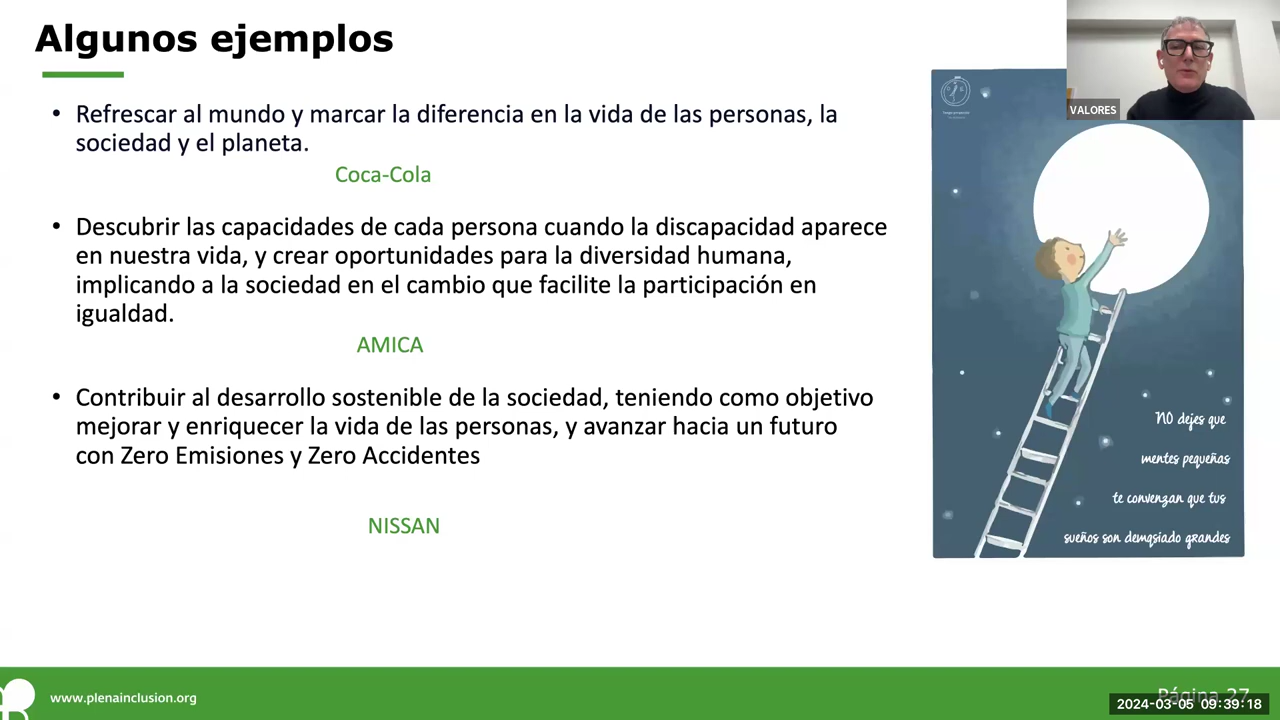 Algunos ejemplos
• Refrescar al mundo y marcar la diferencia en la vida de las personas, la
sociedad y el planeta.
Coca-Cola
• Descubrir las capacidades de cada persona cuando la discapacidad aparece
en nuestra vida, y crear oportunidades para la diversidad humana,
implicando a la sociedad en el cambio que facilite la participación en
igualdad.
AMICA
• Contribuir al desarrollo sostenible de la sociedad, teniendo como objetivo
mejorar y enriquecer la vida de las personas, y avanzar hacia un futuro
con Zero Emisiones y Zero Accidentes
NISSAN
VALORES
NO dejes que
mentes pequeñas
te convenzan que tus
sueños son demqsiado grandes
www.plenainclusion.org
Página 27
2024-03-05 09:39:18